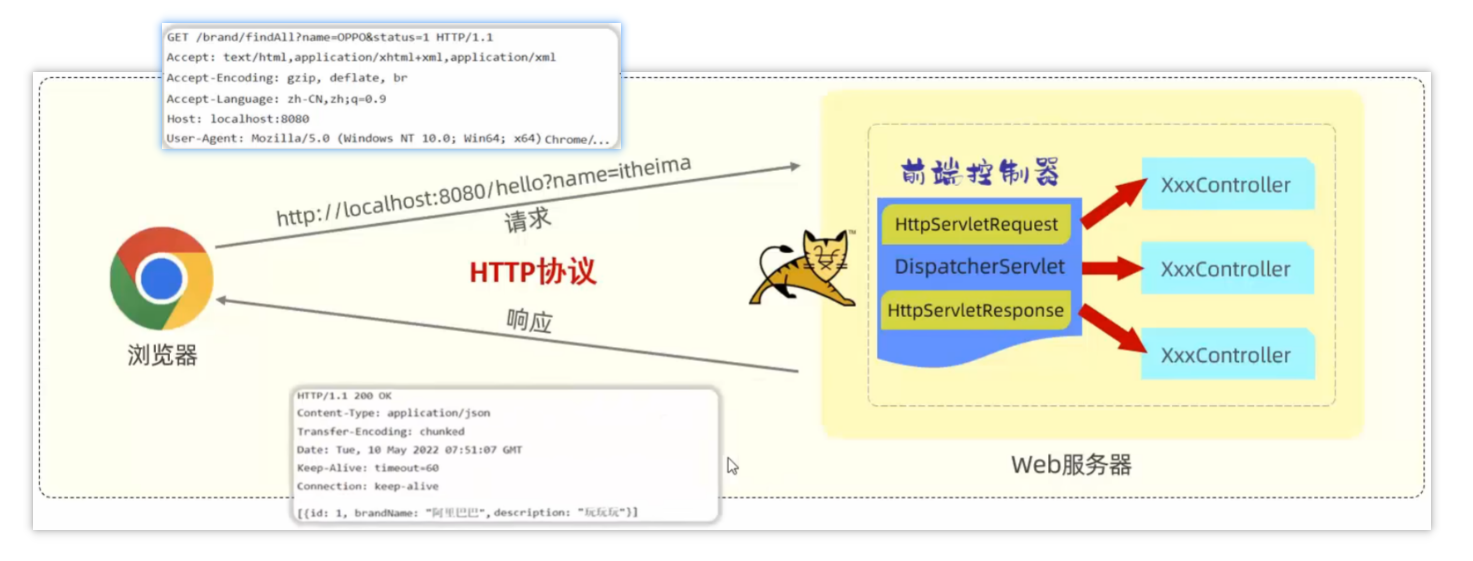 GET /brand/findAll?name=OPPO&status=1 HTTP/1.1
Accept: text/html,application/xhtml+xml,application/xml
Accept-Encoding: gzip, deflate, br
Accept-Language: zh-CN,zh;q=0.9
Host: localhost:8080
User-Agent: Mozilla/5.0 (Windows NT 10.0; Win64; x64) Chrome/...
http://localhost:8080/hello?name=itheima
请求
HTTP协议
响应
浏览器
HTTP/1.1 200 OK
Content-Type: application/json
Transfer-Encoding: chunked
Date: Tue, 10 May 2022 07:51:07 GMT
Keep-Alive: timeout=60
Connection: keep-alive
[{id: 1, brandName: "阿里巴巴", description: "玩玩玩"}]
TM
前端控制器
HttpServletRequest
DispatcherServlet
HttpServletResponse
XxxController
XxxController
XxxController
Web服务器